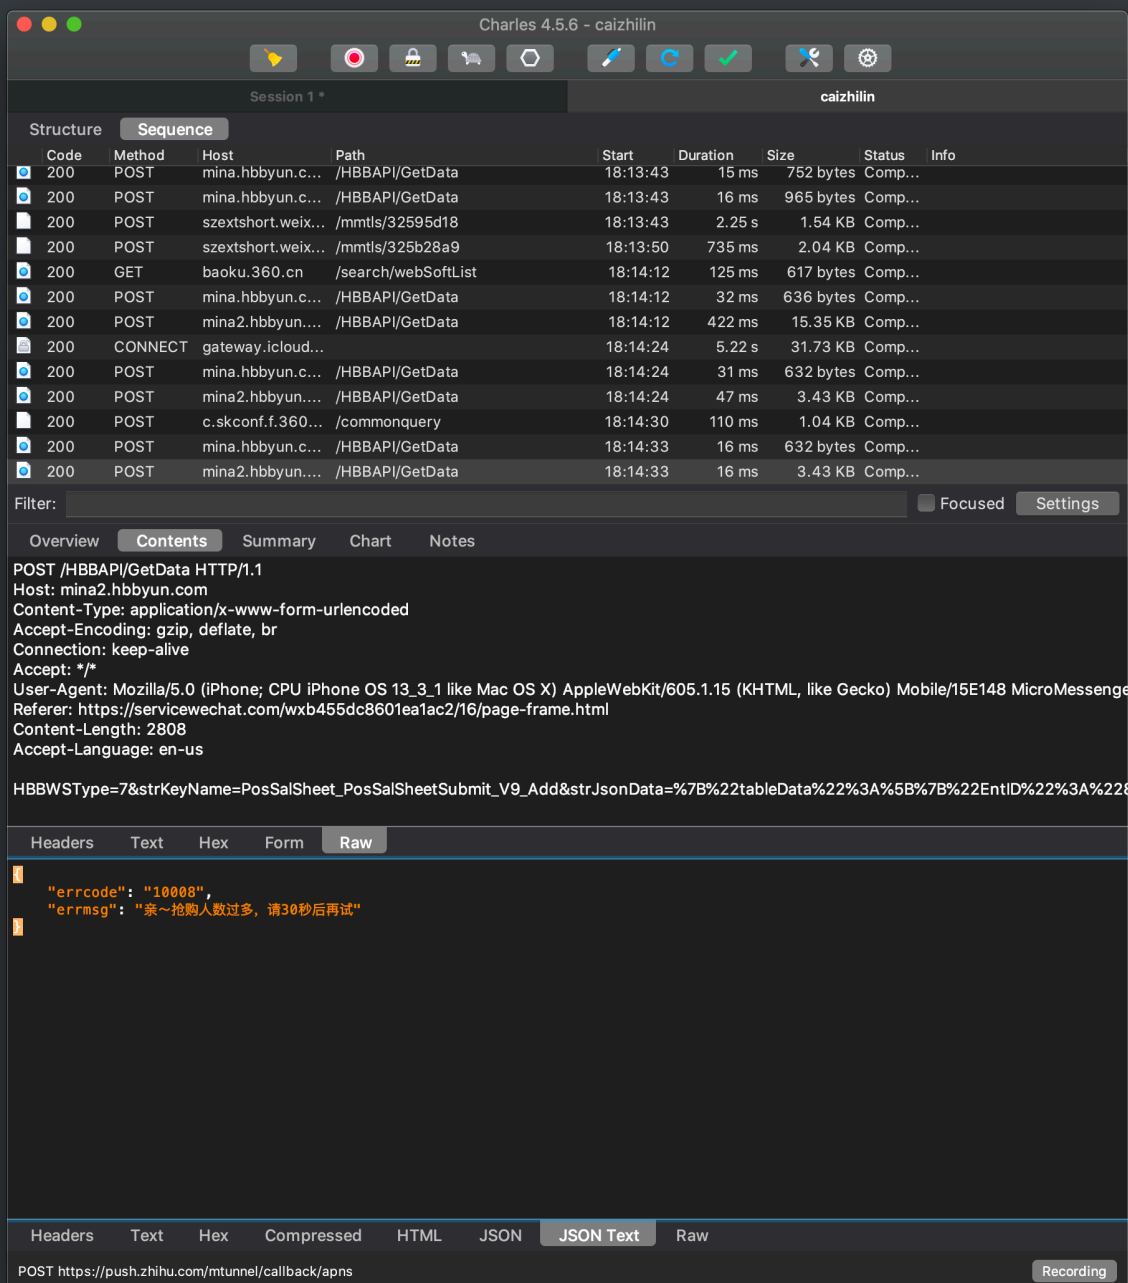 Charles 4.5.6 - caizhilin
Session 1 * caizhilin
Structure Sequence
Code Method Host Path Start Duration Size Status Info
200 POST mina.hbbyun.c... /HBBAPI/GetData 18:13:43 15 ms 752 bytes Comp...
200 POST mina.hbbyun.c... /HBBAPI/GetData 18:13:43 16 ms 965 bytes Comp...
200 POST szextshort.weix... /mmtls/32595d18 18:13:43 2.25 s 1.54 KB Comp...
200 POST szextshort.weix... /mmtls/325b28a9 18:13:50 735 ms 2.04 KB Comp...
200 GET baoku.360.cn /search/webSoftList 18:14:12 125 ms 617 bytes Comp...
200 POST mina.hbbyun.c... /HBBAPI/GetData 18:14:12 32 ms 636 bytes Comp...
200 POST mina2.hbbyun.... /HBBAPI/GetData 18:14:12 422 ms 15.35 KB Comp...
200 CONNECT gateway.icloud... 18:14:24 5.22 s 31.73 KB Comp...
200 POST mina.hbbyun.c... /HBBAPI/GetData 18:14:24 31 ms 632 bytes Comp...
200 POST mina2.hbbyun.... /HBBAPI/GetData 18:14:24 47 ms 3.43 KB Comp...
200 POST c.skconf.f.360... /commonquery 18:14:30 110 ms 1.04 KB Comp...
200 POST mina.hbbyun.c... /HBBAPI/GetData 18:14:33 16 ms 632 bytes Comp...
200 POST mina2.hbbyun.... /HBBAPI/GetData 18:14:33 16 ms 3.43 KB Comp...
Filter: Focused Settings
Overview Contents Summary Chart Notes
POST /HBBAPI/GetData HTTP/1.1
Host: mina2.hbbyun.com
Content-Type: application/x-www-form-urlencoded
Accept-Encoding: gzip, deflate, br
Connection: keep-alive
Accept: */*
User-Agent: Mozilla/5.0 (iPhone; CPU iPhone OS 13_3_1 like Mac OS X) AppleWebKit/605.1.15 (KHTML, like Gecko) Mobile/15E148 MicroMessenge
Referer: https://servicewechat.com/wxb455dc8601ea1ac2/16/page-frame.html
Content-Length: 2808
Accept-Language: en-us
HBBWSType=7&strKeyName=PosSalSheet_PosSalSheetSubmit_V9_Add&strJsonData=%7B%22tableData%22%3A%5B%7B%22EntID%22%3A%228
Headers Text Hex Form Raw
{
"errcode": "10008",
"errmsg": "亲～抢购人数过多，请30秒后再试"
}
Headers Text Hex Compressed HTML JSON JSON Text Raw
POST https://push.zhihu.com/mtunnel/callback/apns Recording